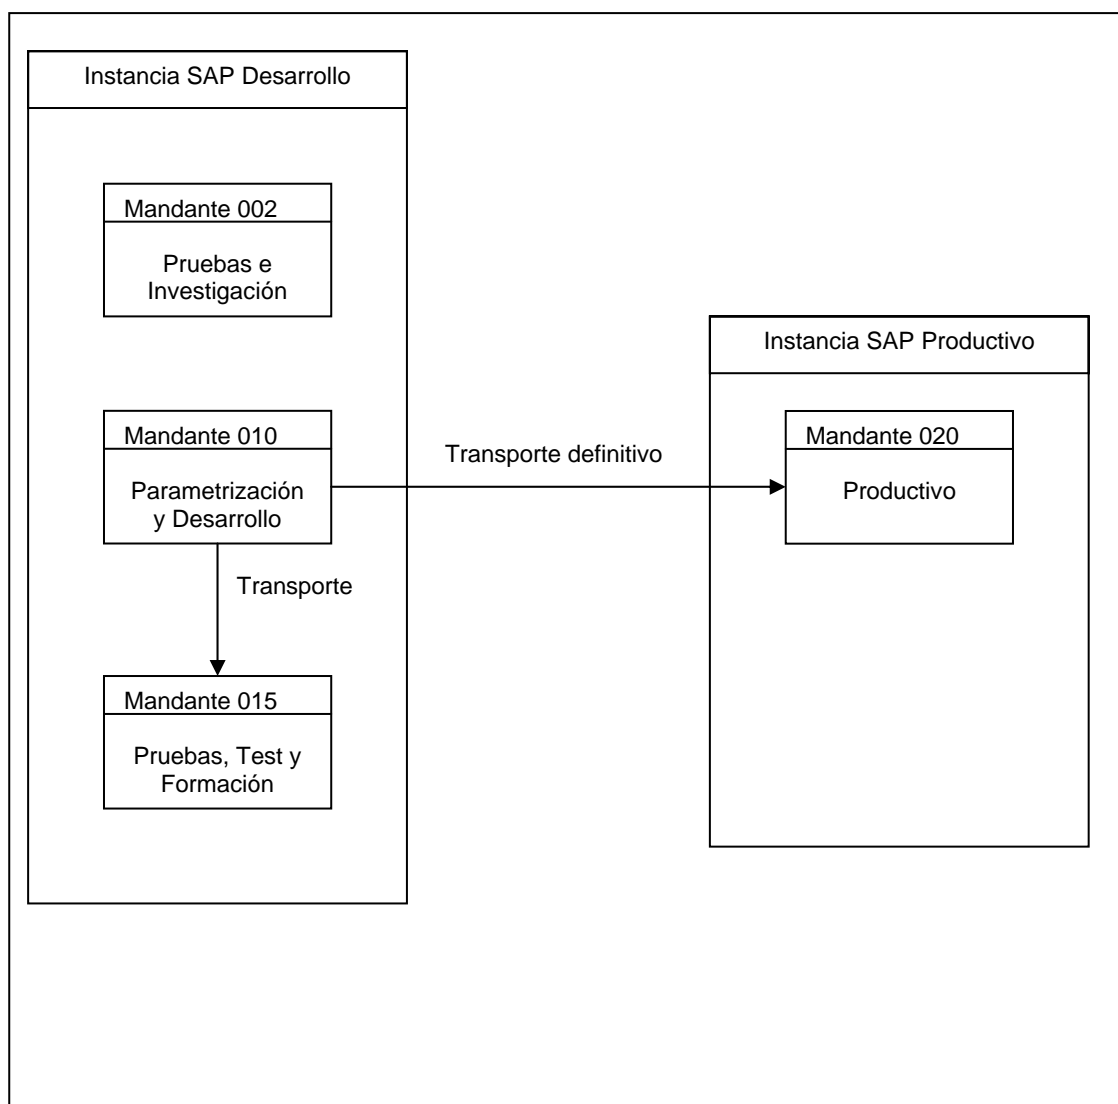 Instancia SAP Desarrollo
Mandante 002
Pruebas e
Investigación
Mandante 010
Parametrización
y Desarrollo
Transporte
Mandante 015
Pruebas, Test y
Formación
Transporte definitivo
Instancia SAP Productivo
Mandante 020
Productivo